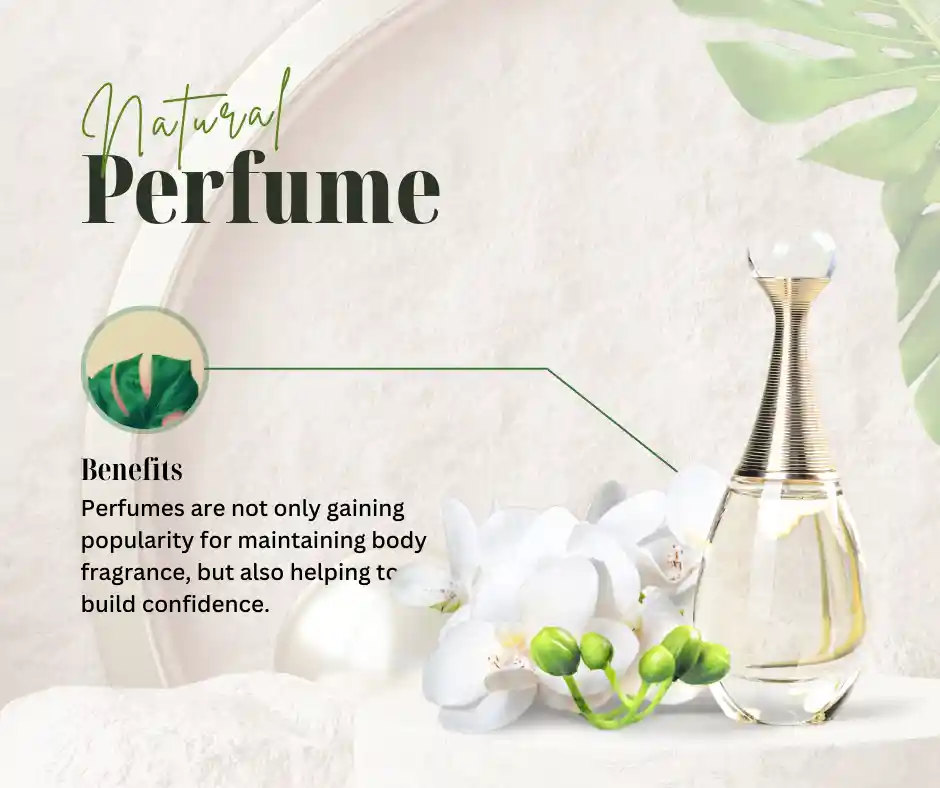 Natural
Perfume
Benefits
Perfumes are not only gaining
popularity for maintaining body
fragrance, but also helping to
build confidence.